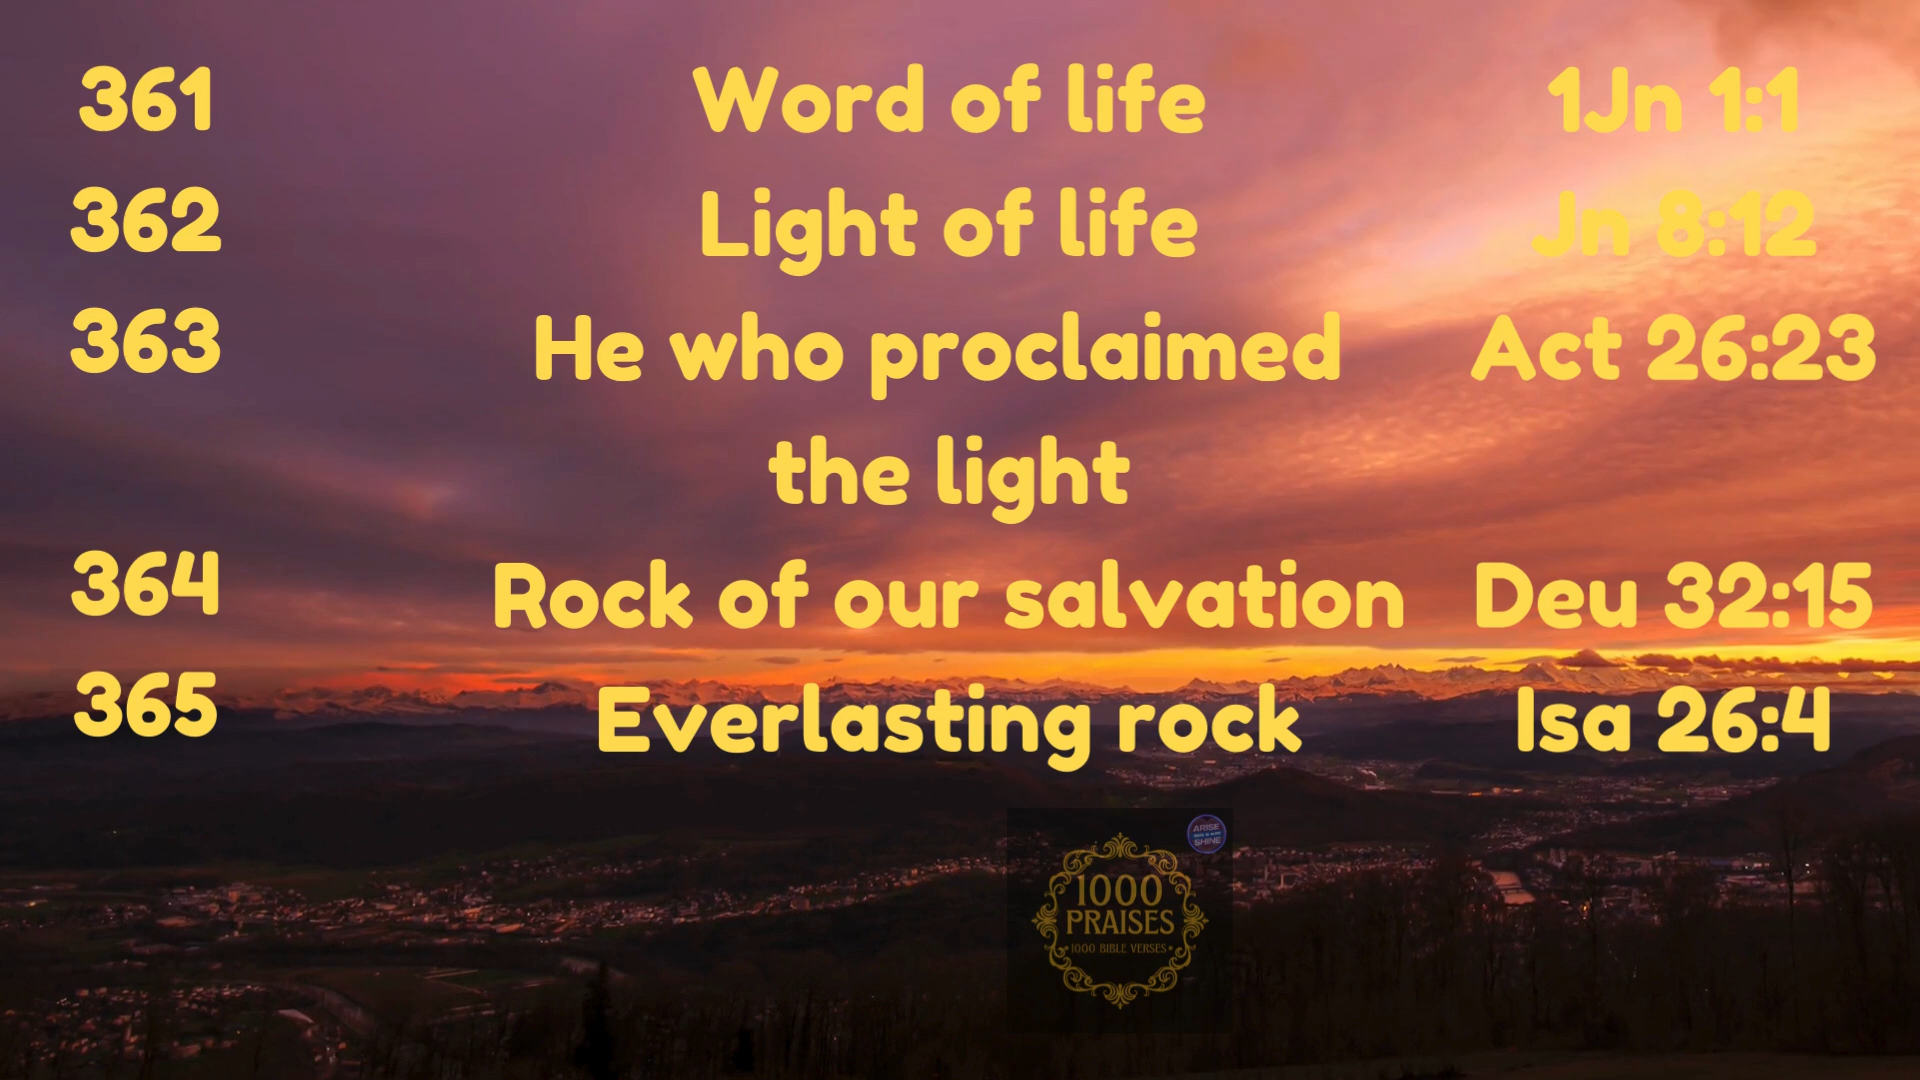 361 Word of life 1Jn 1:1
362 Light of life Jn 8:12
363 He who proclaimed Act 26:23
the light
364 Rock of our salvation Deu 32:15
365 Everlasting rock Isa 26:4
ARISE
SHINE
1000
PRAISES
1000 BIBLE VERSES